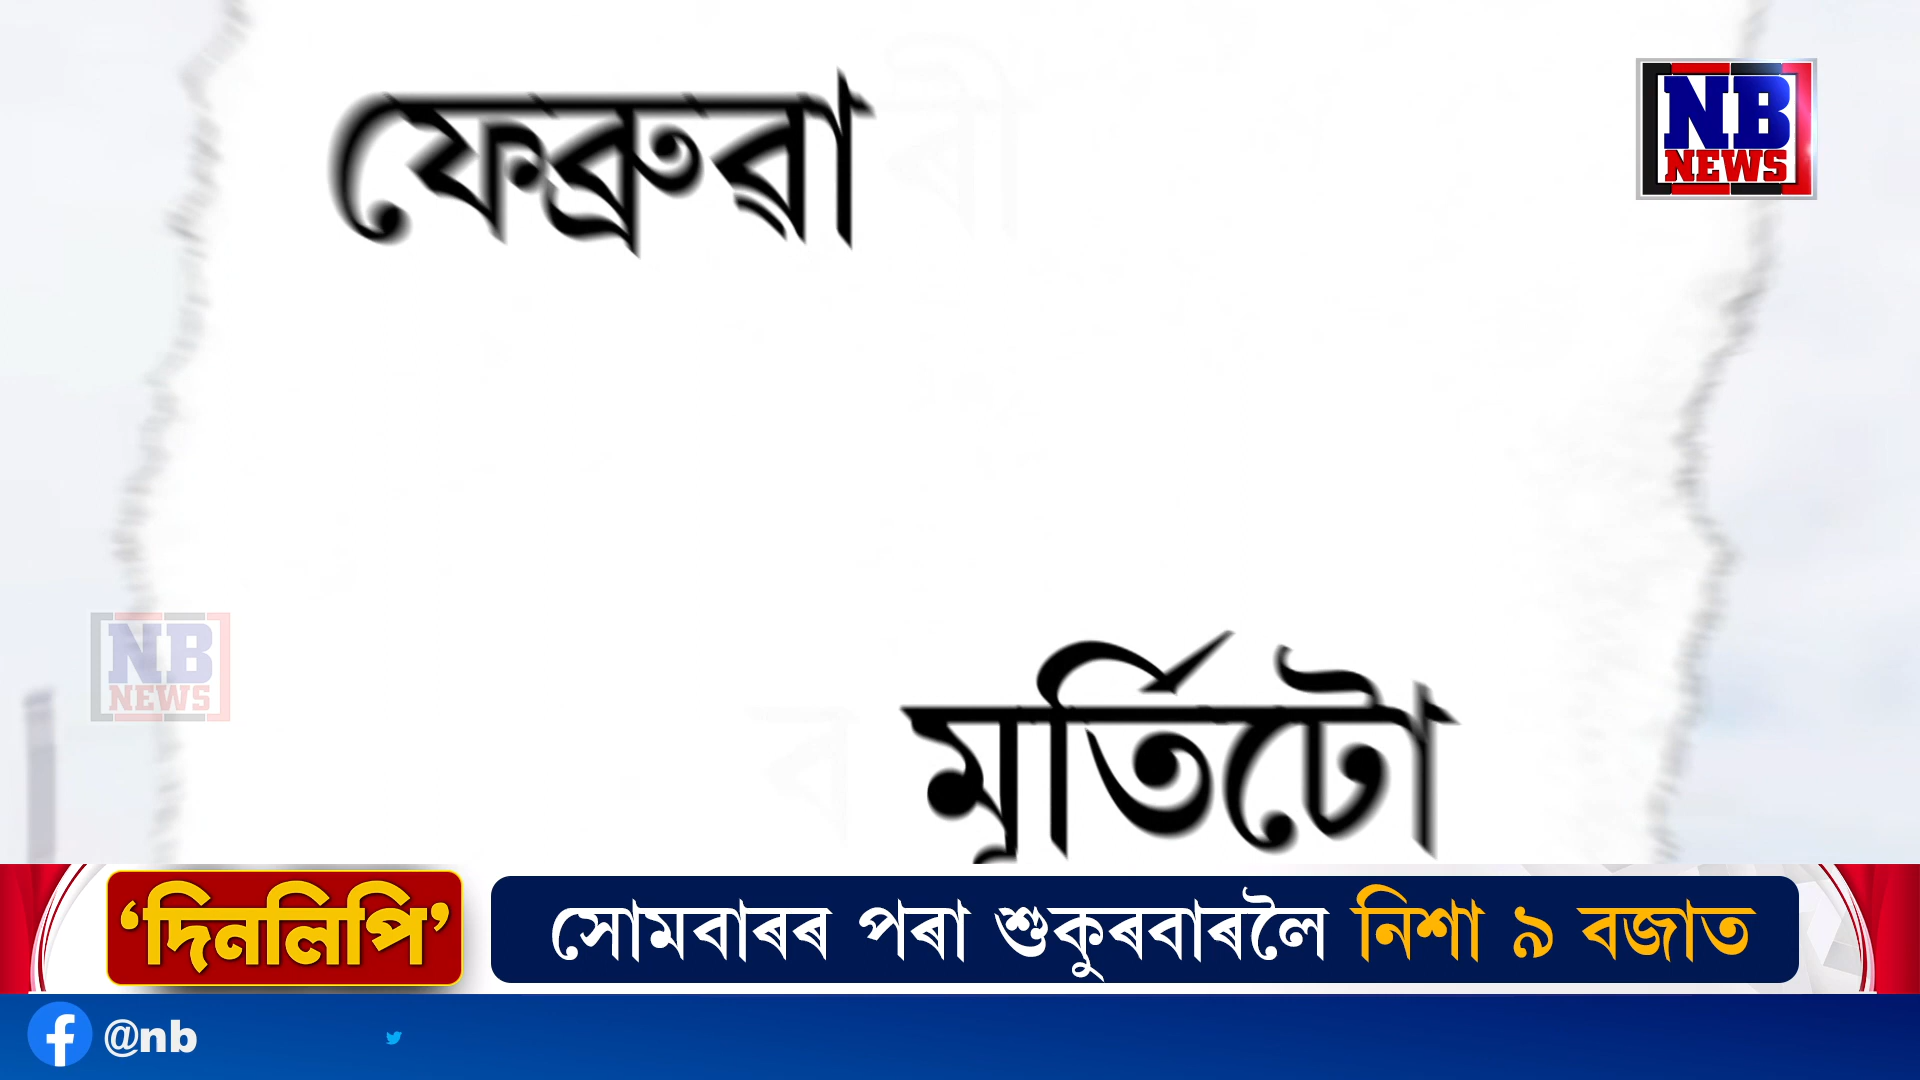 ফেব্ৰুৱা
NB
NEWS
NB
NEWS
মূৰ্তিটো
‘দিনলিপি’
সোমবাৰৰ পৰা শুকুৰবাৰলৈ নিশা ৯ বজাত
@nb